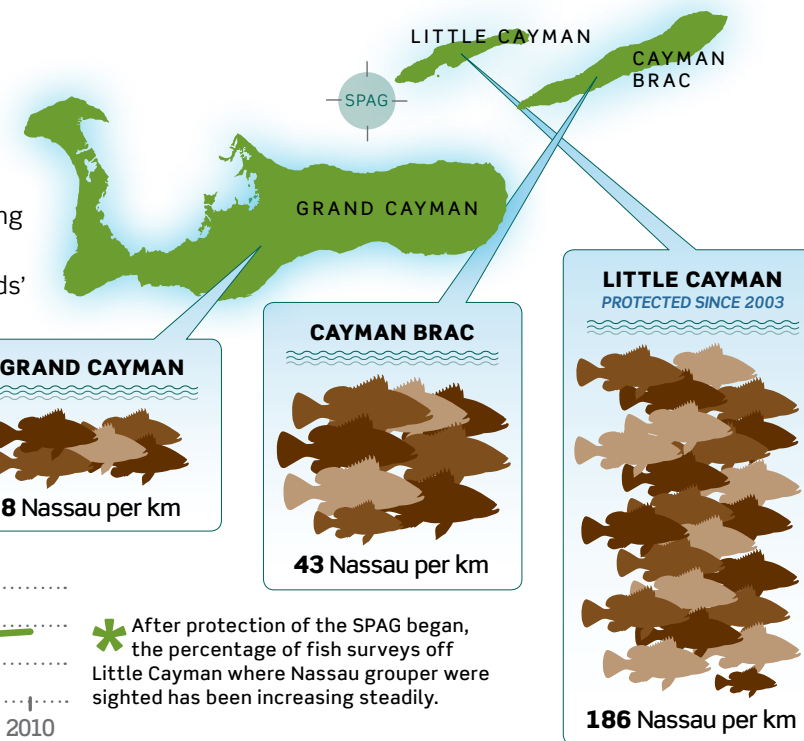 LITTLE CAYMAN
CAYMAN
BRAC
SPAG
GRAND CAYMAN
ds'
GRAND CAYMAN
8 Nassau per km
CAYMAN BRAC
43 Nassau per km
LITTLE CAYMAN
PROTECTED SINCE 2003
186 Nassau per km
2010
* After protection of the SPAG began,
the percentage of fish surveys off
Little Cayman where Nassau grouper were
sighted has been increasing steadily.